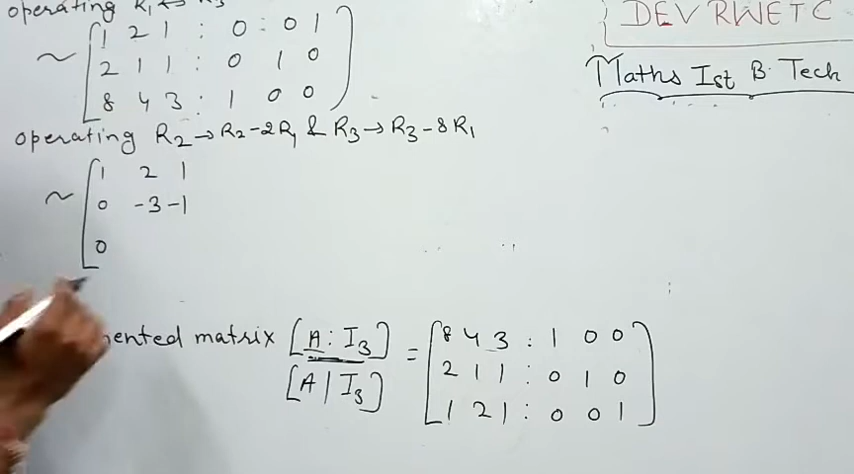 operating R₁ ↔
1 2 1 : 0 : 0 1
~ 2 1 1 : 0 1 0
8 4 3 : 1 0 0
operating R₂→R₂-2R₁ & R₃→R₃-8R₁
1 2 1
~ 0 -3 -1
0
ented matrix [A : I₃] = 8 4 3 : 1 0 0
[A | I₃] 2 1 1 : 0 1 0
1 2 1 : 0 0 1
DEV RWETC
Maths Ist B. Tech